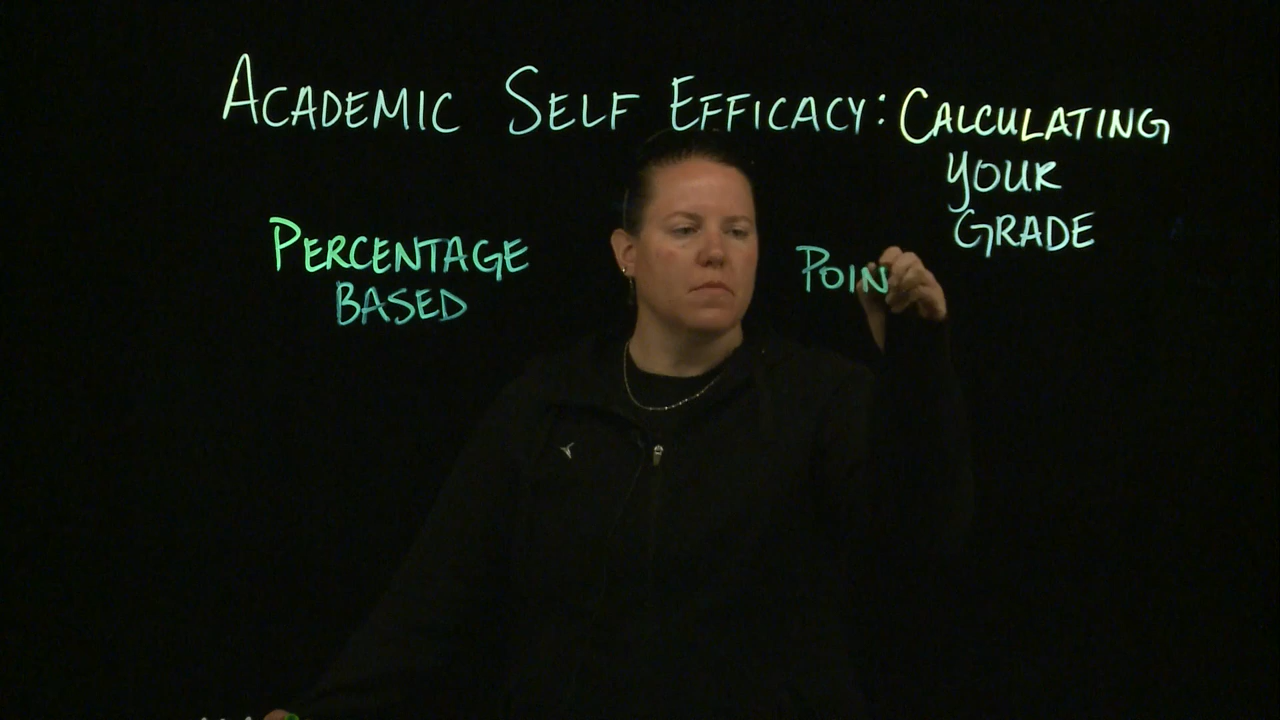 ACADEMIC SELF EFFICACY: CALCULATING
YOUR
GRADE
PERCENTAGE
BASED
POIN